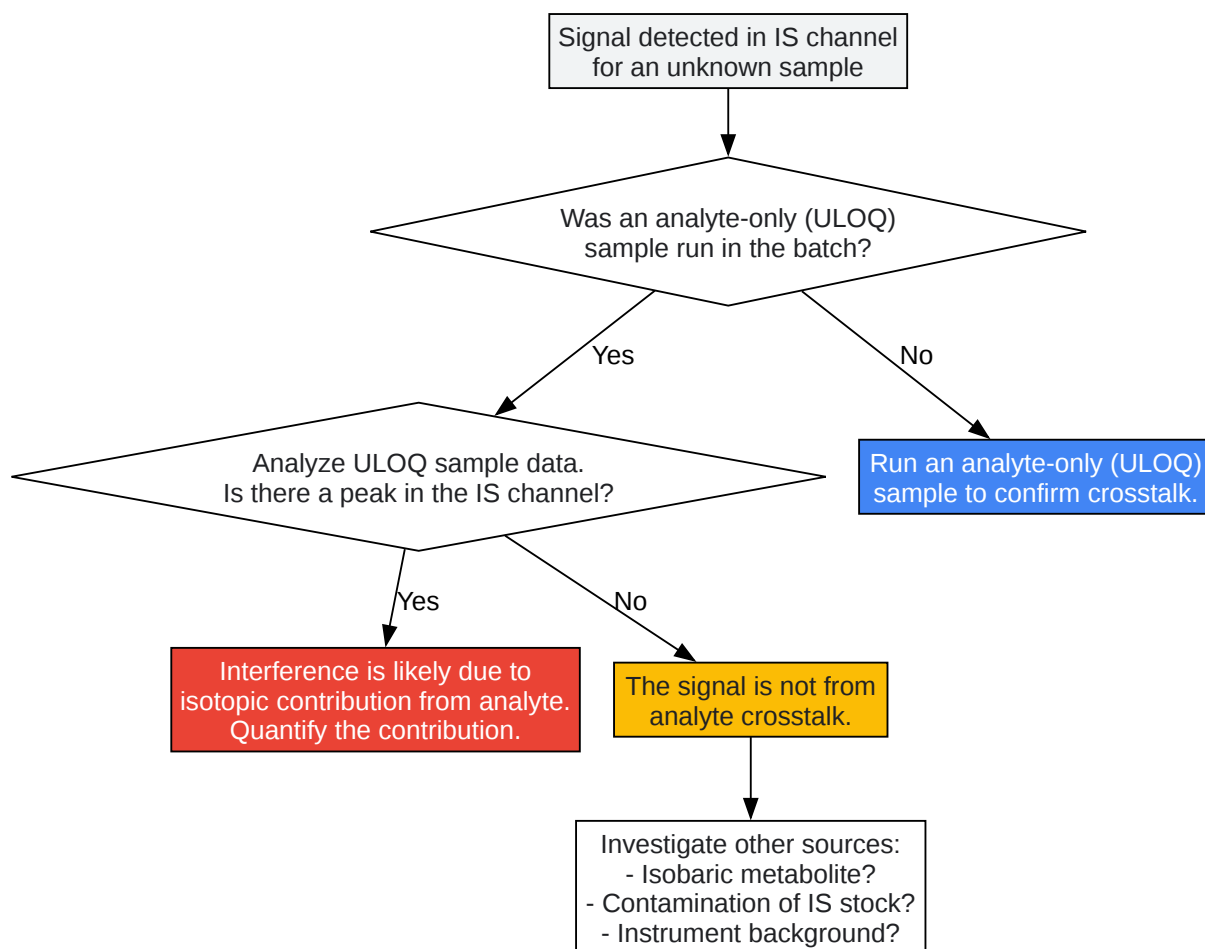 Signal detected in IS channel
for an unknown sample
Was an analyte-only (ULOQ)
sample run in the batch?
Yes
No
Analyze ULOQ sample data.
Is there a peak in the IS channel?
Run an analyte-only (ULOQ)
sample to confirm crosstalk.
Yes
No
Interference is likely due to
isotopic contribution from analyte.
Quantify the contribution.
The signal is not from
analyte crosstalk.
Investigate other sources:
- Isobaric metabolite?
- Contamination of IS stock?
- Instrument background?